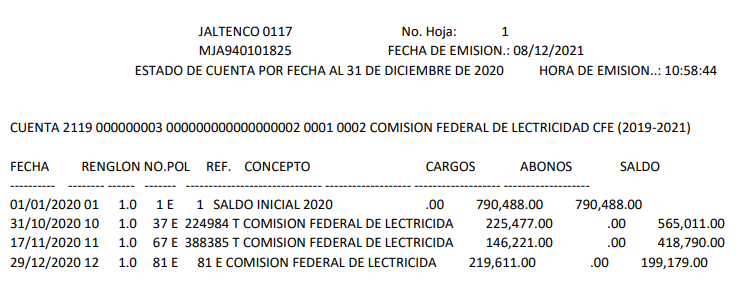 JALTENCO 0117 No. Hoja: 1
MJA940101825 FECHA DE EMISION.: 08/12/2021
ESTADO DE CUENTA POR FECHA AL 31 DE DICIEMBRE DE 2020 HORA DE EMISION..: 10:58:44
CUENTA 2119 000000003 000000000000000002 0001 0002 COMISION FEDERAL DE LECTRICIDAD CFE (2019-2021)
FECHA RENGLON NO.POL REF. CONCEPTO CARGOS ABONOS SALDO
---------- -------- ------ ------- ------------------------------ ------------------- ------------------- -------------------
01/01/2020 01 1.0 1 E 1 SALDO INICIAL 2020 .00 790,488.00 790,488.00
31/10/2020 10 1.0 37 E 224984 T COMISION FEDERAL DE LECTRICIDA 225,477.00 .00 565,011.00
17/11/2020 11 1.0 67 E 388385 T COMISION FEDERAL DE LECTRICIDA 146,221.00 .00 418,790.00
29/12/2020 12 1.0 81 E 81 E COMISION FEDERAL DE LECTRICIDA 219,611.00 .00 199,179.00